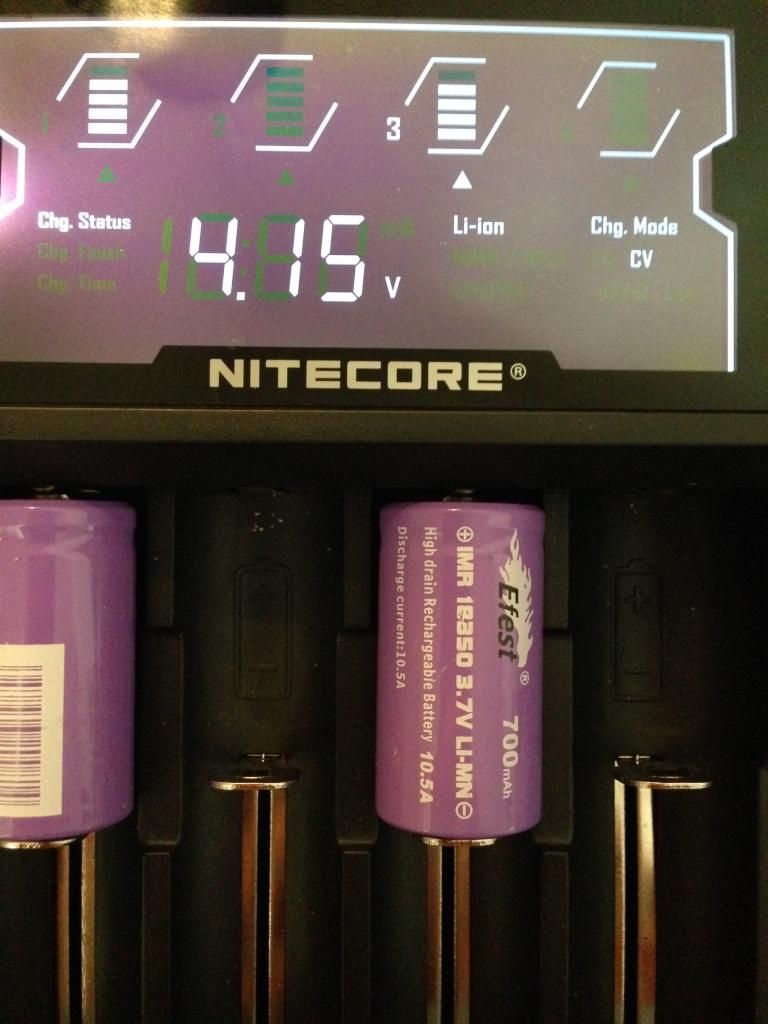 1 2 3 4
Chg. Status
Chg. Finish
Chg. Time
4.15 V
Li-ion
Chg. Mode
CV
NITECORE®
Efest®
700mAh
⊕ IMR 18350 3.7V LI-MN ⊖
High drain Rechargeable Battery 10.5A
Discharge current:10.5A